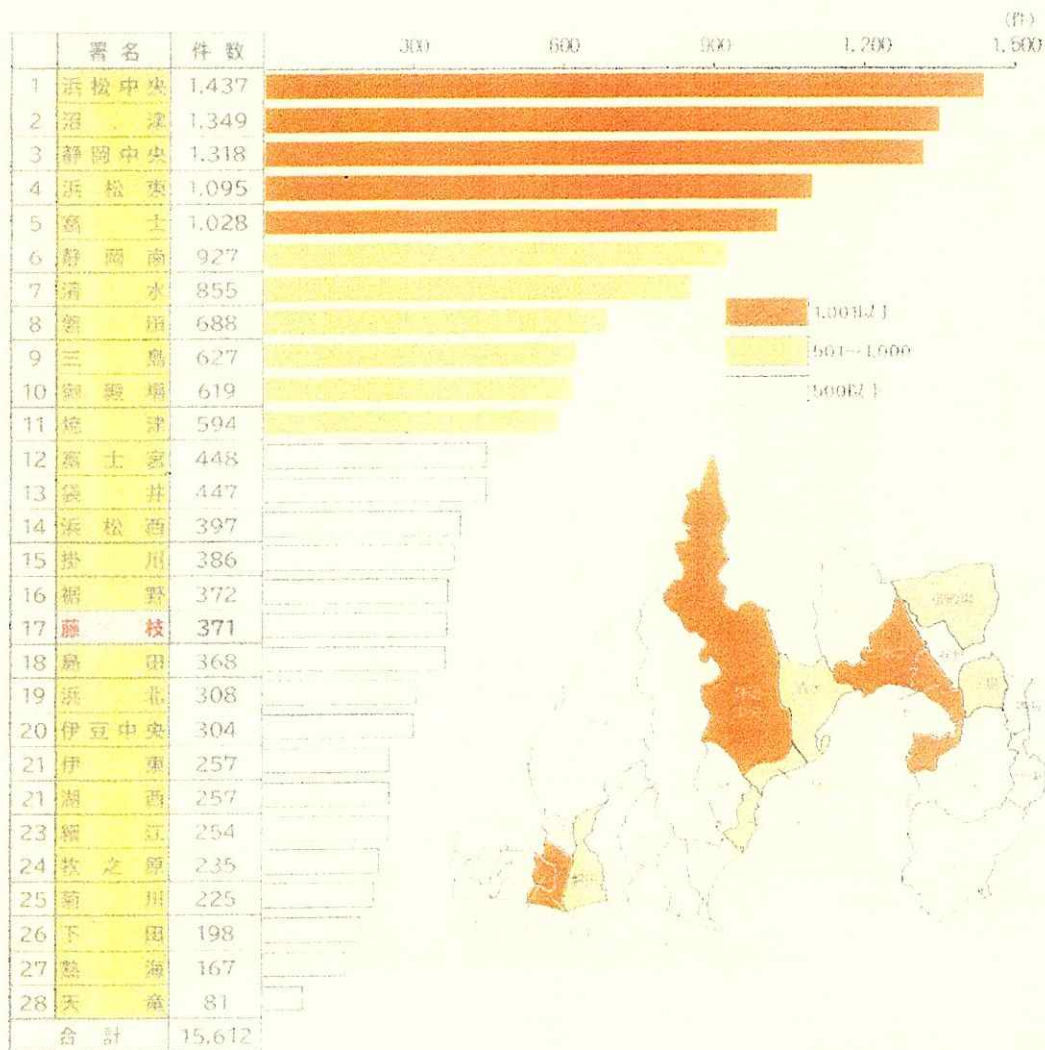 (件)
署名 件数 300 600 900 1,200 1,500
1 浜松中央 1,437
2 沼津 1,349
3 静岡中央 1,318
4 浜松東 1,095
5 富士 1,028
6 静岡南 927
7 清水 855
8 磐田 688
9 三島 627
10 御殿場 619
11 焼津 594
12 富士宮 448
13 袋井 447
14 浜松西 397
15 掛川 386
16 裾野 372
17 藤枝 371
18 島田 368
19 浜北 308
20 伊豆中央 304
21 伊東 257
21 湖西 257
23 細江 254
24 牧之原 235
25 菊川 225
26 下田 198
27 熱海 167
28 天竜 81
合計 15,612
1,001以上
501~1,000
500以下
御殿場